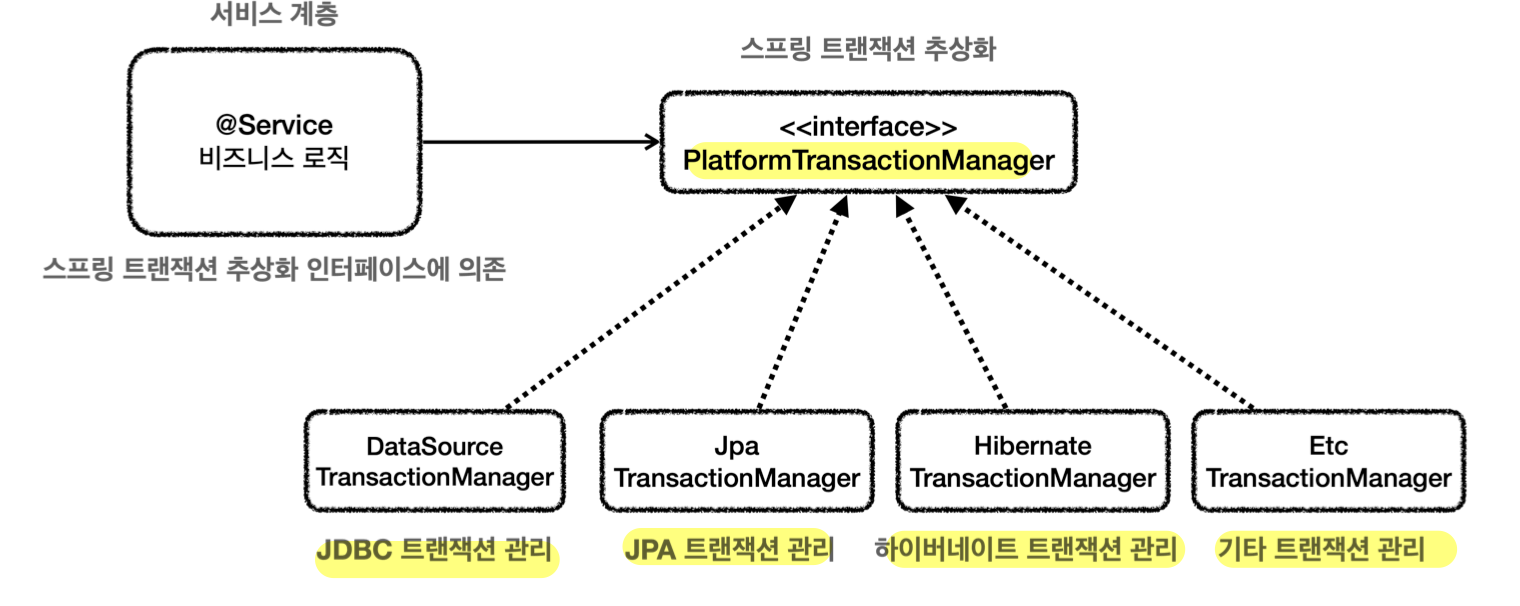 서비스 계층
@Service
비즈니스 로직
스프링 트랜잭션 추상화 인터페이스에 의존
스프링 트랜잭션 추상화
<<interface>>
PlatformTransactionManager
DataSource
TransactionManager
JDBC 트랜잭션 관리
Jpa
TransactionManager
JPA 트랜잭션 관리
Hibernate
TransactionManager
하이버네이트 트랜잭션 관리
Etc
TransactionManager
기타 트랜잭션 관리